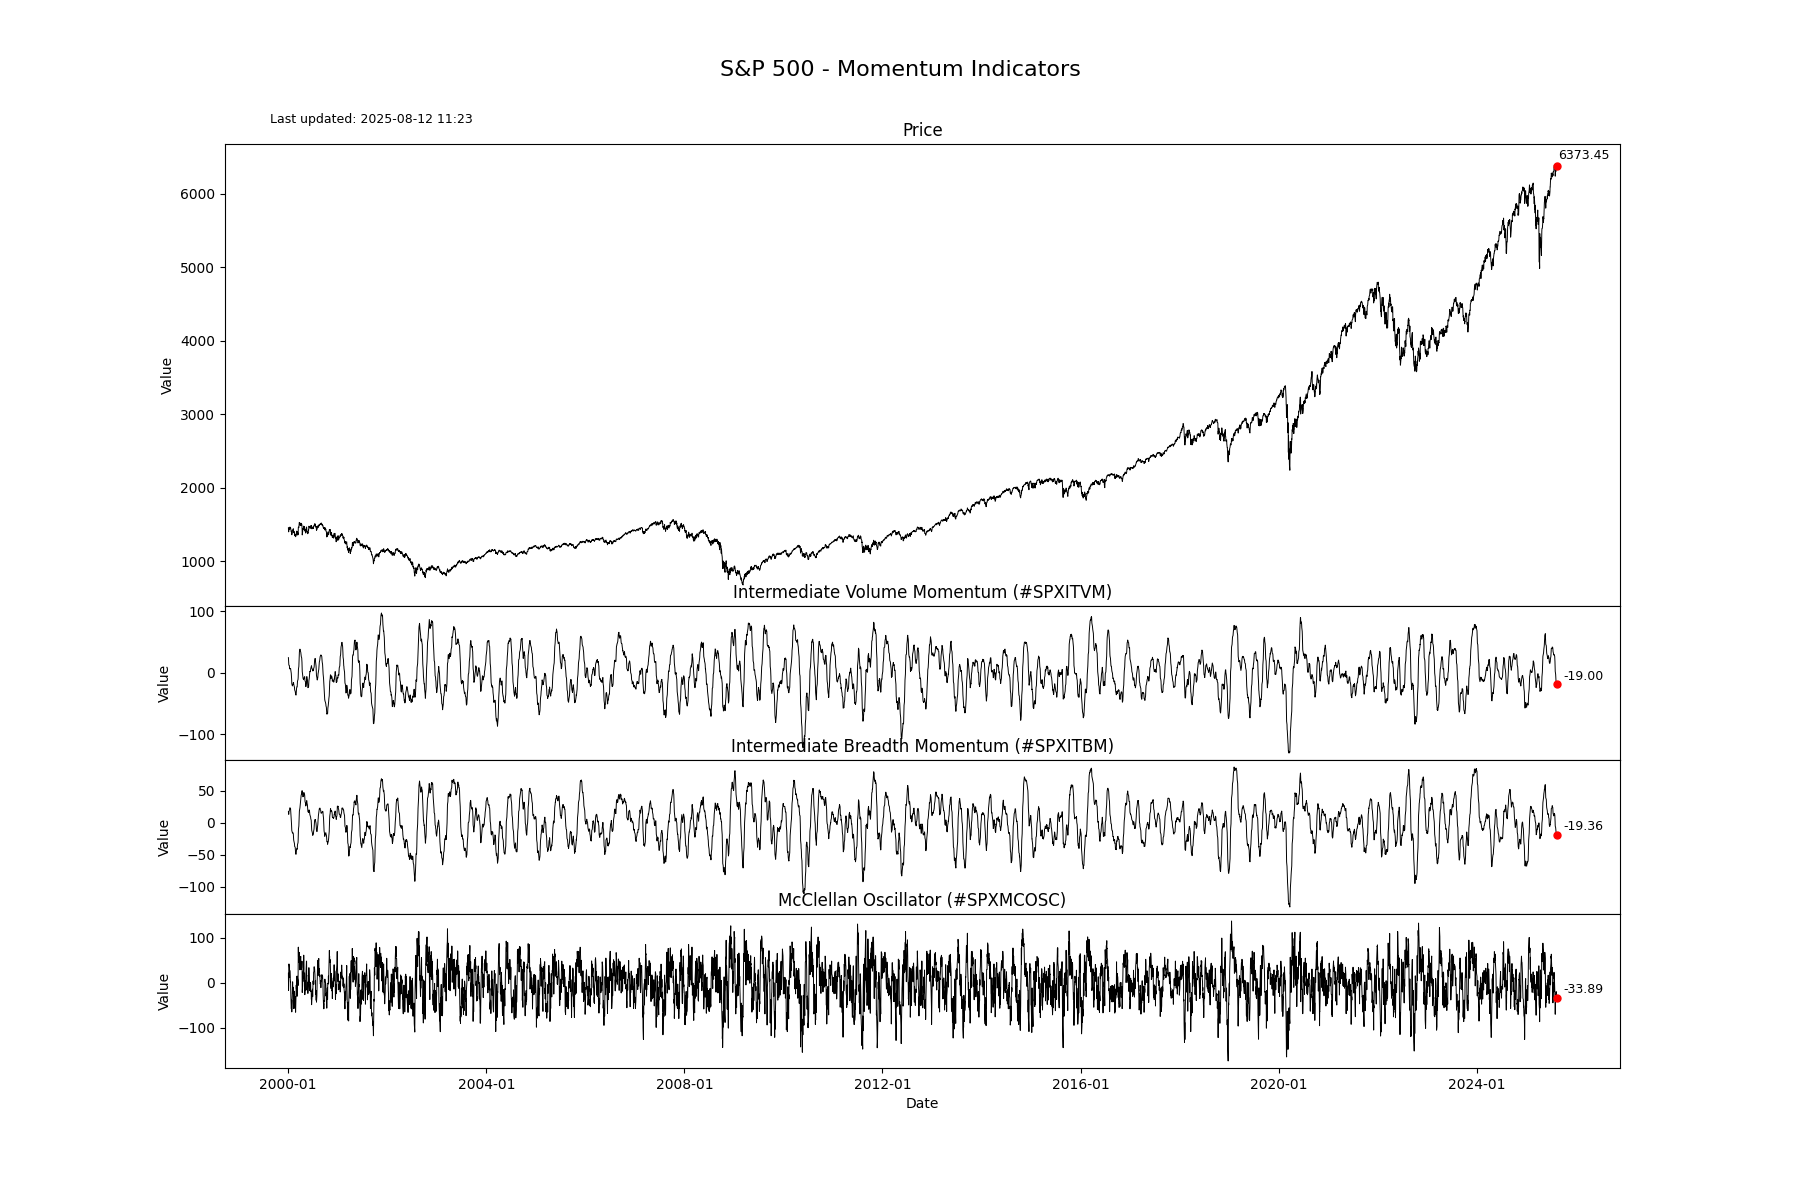 S&P 500 - Momentum Indicators
Last updated: 2025-08-12 11:23
Price
6373.45
6000
5000
4000
3000
2000
1000
Value
Intermediate Volume Momentum (#SPXITVM)
100
0
−100
Value
-19.00
Intermediate Breadth Momentum (#SPXITBM)
50
0
−50
−100
Value
-19.36
McClellan Oscillator (#SPXMCOSC)
100
0
−100
Value
-33.89
2000-01 2004-01 2008-01 2012-01 2016-01 2020-01 2024-01
Date